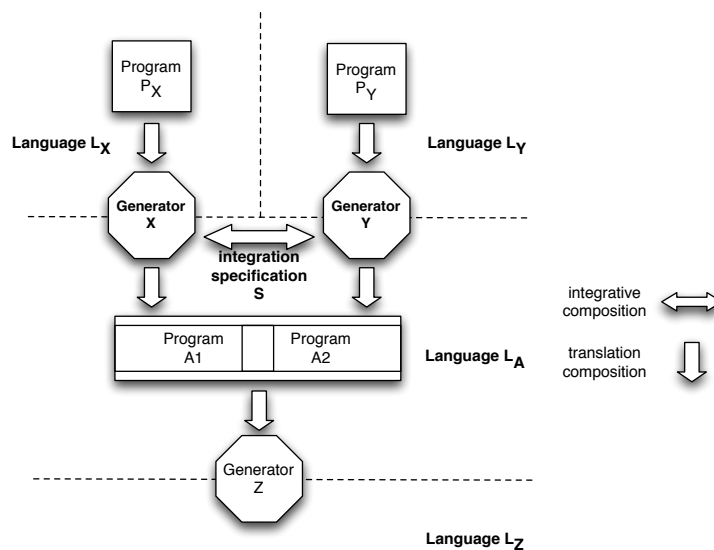 Program
PX
Program
PY
Language LX
Language LY
Generator
X
Generator
Y
integration
specification
S
integrative
composition
Program
A1
Program
A2
Language LA
translation
composition
Generator
Z
Language LZ